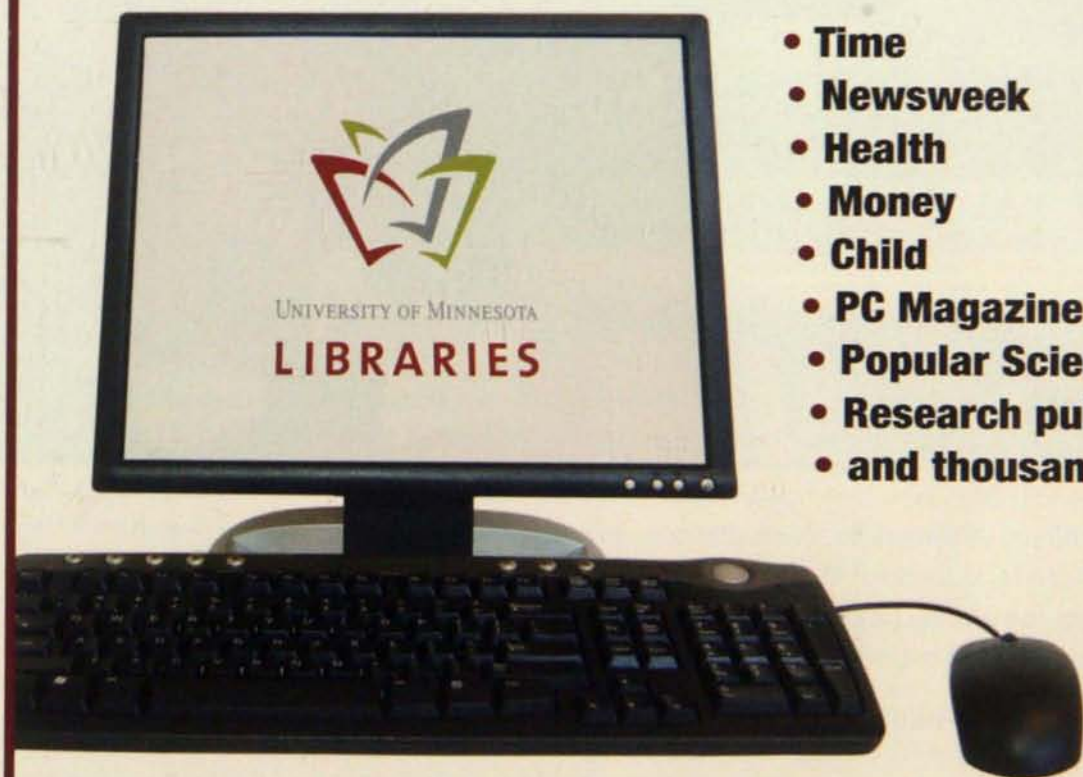 • Time
• Newsweek
• Health
• Money
• Child
• PC Magazine
• Popular
• Research
• and
UNIVERSITY OF MINNESOTA
LIBRARIES